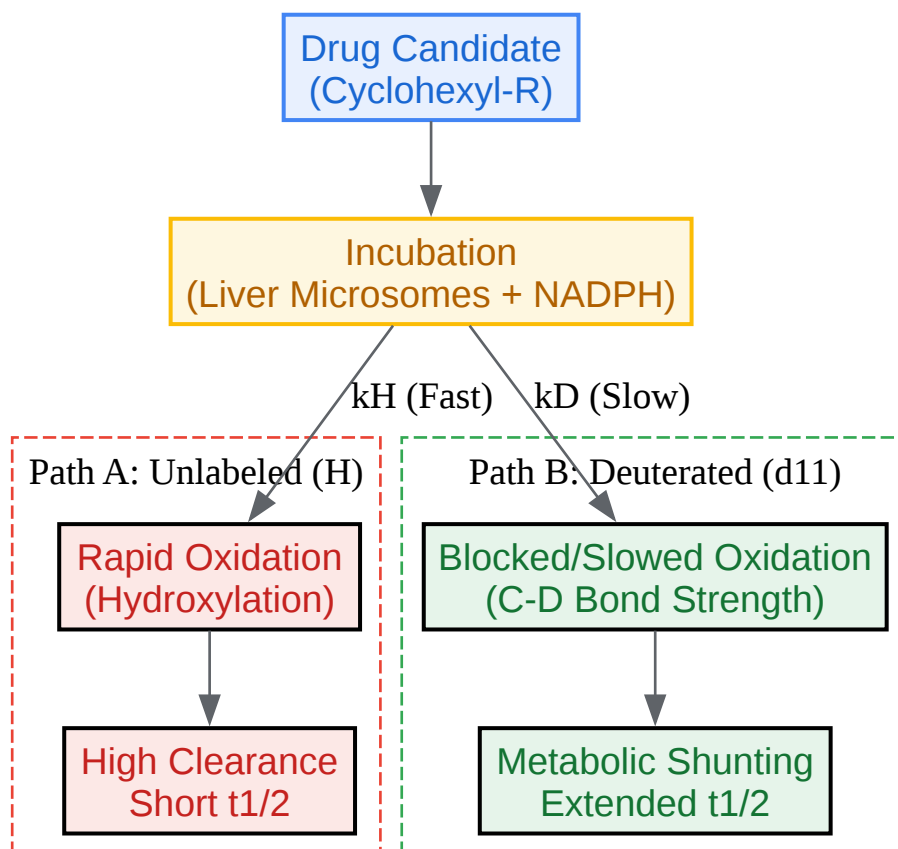 Drug Candidate
(Cyclohexyl-R)
Incubation
(Liver Microsomes + NADPH)
kH (Fast)
kD (Slow)
Path A: Unlabeled (H)
Path B: Deuterated (d11)
Rapid Oxidation
(Hydroxylation)
Blocked/Slowed Oxidation
(C-D Bond Strength)
High Clearance
Short t1/2
Metabolic Shunting
Extended t1/2